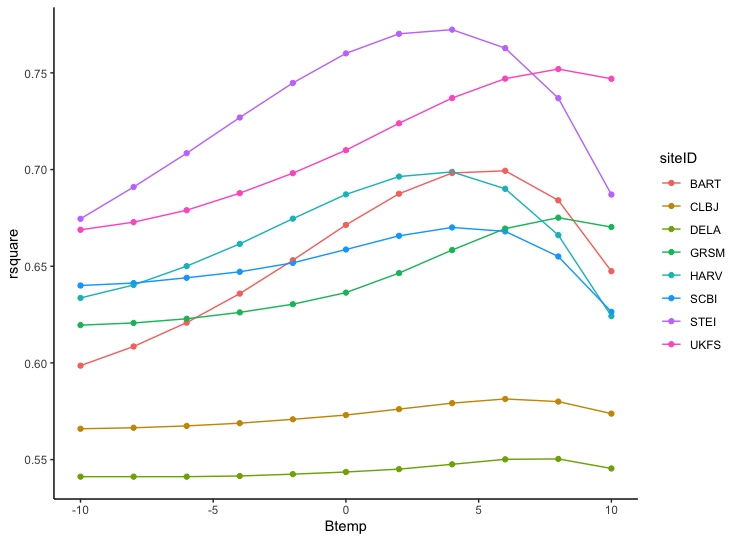 rsquare
0.75
0.70
0.65
0.60
0.55
-10
-5
0
5
10
Btemp
siteID
BART
CLBJ
DELA
GRSM
HARV
SCBI
STEI
UKFS